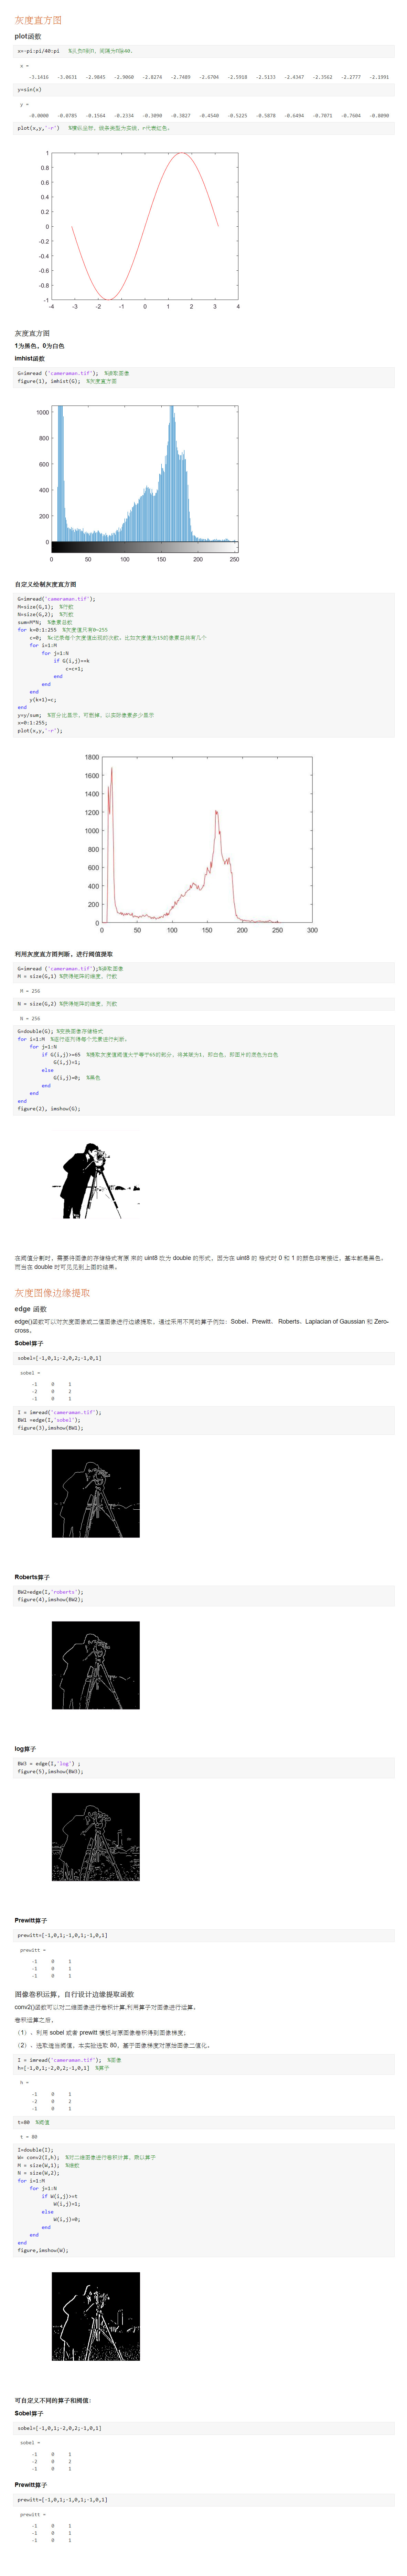 灰度直方图
plot函数
x=-pi:pi/40:pi
x =
-3.1416 -3.0631 -2.9845 -2.9060 -2.8274 -2.7489 -2.6704 -2.5918 -2.5133 -2.4347 -2.3562 -2.2777 -2.1991
y=sin(x)
y =
-0.0000 -0.0785 -0.1564 -0.2334 -0.3090 -0.3827 -0.4540 -0.5225 -0.5878 -0.6494 -0.7071 -0.7604 -0.8090
plot(x,y,'-r') %横纵坐标，线条类型为实线，r代表红色。
1
0.8
0.6
0.4
0.2
0
-0.2
-0.4
-0.6
-0.8
-1
-4 -3 -2 -1 0 1 2 3 4
灰度直方图
1为黑色，0为白色
imhist函数
G=imread ('cameraman.tif'); %读取图像
figure(1), imhist(G); %灰度直方图
1000
800
600
400
200
0
0 50 100 150 200 250
自定义绘制灰度直方图
G=imread('cameraman.tif');
M=size(G,1); %行数
N=size(G,2); %列数
sum=M*N; %像素总数
for k=0:1:255 %灰度值只有0~255
c=0; %c记录每个灰度值出现的次数，比如灰度值为15的像素总共有几个
for i=1:M
for j=1:N
if G(i,j)==k
c=c+1;
end
end
end
y(k+1)=c;
end
y=y/sum; %百分比显示，可删掉，以实际像素多少显示
x=0:1:255;
plot(x,y,'-r');
1800
1600
1400
1200
1000
800
600
400
200
0
0 50 100 150 200 250 300
利用灰度直方图判断，进行阈值提取
G=imread ('cameraman.tif');%读取图像
M = size(G,1) %获得矩阵的维度，行数
M = 256
N = size(G,2) %获得矩阵的维度，列数
N = 256
G=double(G); %变换图像存储格式
for i=1:M %逐行逐列得每个元素进行判断。
for j=1:N
if G(i,j)>=65 %提取灰度值阈值大于等于65的部分，将其赋为1，即白色，即图片的底色为白色
G(i,j)=1;
else
G(i,j)=0; %黑色
end
end
end
figure(2), imshow(G);
在阈值分割时，需要将图像的存储格式有原 来的 uint8 改为 double 的形式，因为在 uint8 的 格式时 0 和 1 的颜色非常接近，基本都是黑色，
而当在 double 时可见见到上面的结果。
灰度图像边缘提取
edge 函数
edge()函数可以对灰度图像或二值图像进行边缘提取，通过采用不同的算子例如：Sobel、Prewitt、 Roberts、Laplacian of Gaussian 和 Zero-
cross。
Sobel算子
sobel=[-1,0,1;-2,0,2;-1,0,1]
sobel =
-1 0 1
-2 0 2
-1 0 1
I = imread('cameraman.tif');
BW1 =edge(I,'sobel');
figure(3),imshow(BW1);
Roberts算子
BW2=edge(I,'roberts');
figure(4),imshow(BW2);
log算子
BW3 = edge(I,'log') ;
figure(5),imshow(BW3);
Prewitt算子
prewitt=[-1,0,1;-1,0,1;-1,0,1]
prewitt =
-1 0 1
-1 0 1
-1 0 1
图像卷积运算，自行设计边缘提取函数
conv2()函数可以对二维图像进行卷积计算,利用算子对图像进行运算。
卷积运算之后，
（1）、利用 sobel 或者 prewitt 模板与原图像卷积得到图像梯度；
（2）、选取适当阈值，本实验选取 80，基于图像梯度对原始图像二值化。
I = imread('cameraman.tif'); %图像
h=[-1,0,1;-2,0,2;-1,0,1] %算子
h =
-1 0 1
-2 0 2
-1 0 1
t=80 %阈值
t = 80
I=double(I);
W= conv2(I,h); %对二维图像进行卷积计算，乘以算子
M = size(W,1);
N = size(W,2);
for i=1:M
for j=1:N
if W(i,j)>=t
W(i,j)=1;
else
W(i,j)=0;
end
end
end
figure,imshow(W);
可自定义不同的算子和阈值：
Sobel算子
sobel=[-1,0,1;-2,0,2;-1,0,1]
sobel =
-1 0 1
-2 0 2
-1 0 1
Prewitt算子
prewitt=[-1,0,1;-1,0,1;-1,0,1]
prewitt =
-1 0 1
-1 0 1
-1 0 1